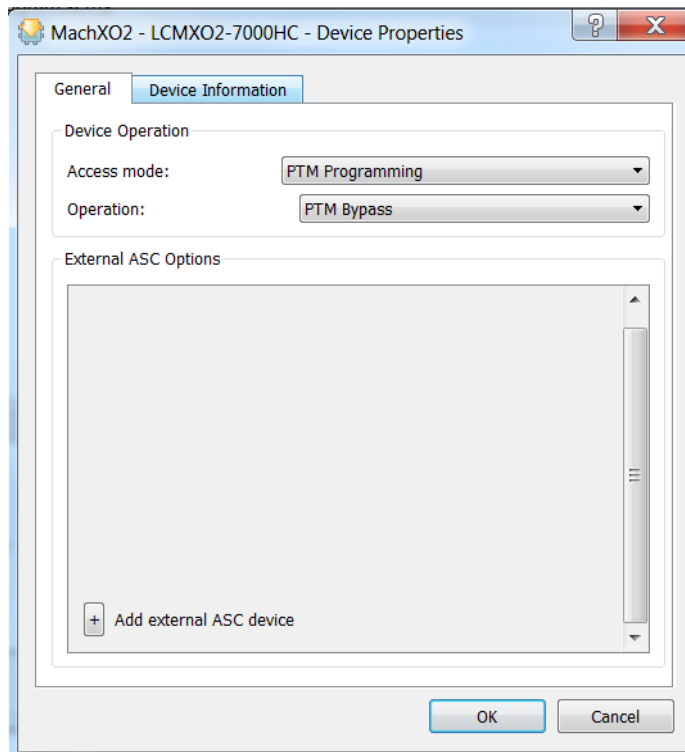 MachXO2 - LCMXO2-7000HC - Device Properties
General Device Information
Device Operation
Access mode: PTM Programming
Operation: PTM Bypass
External ASC Options
+ Add external ASC device
OK Cancel